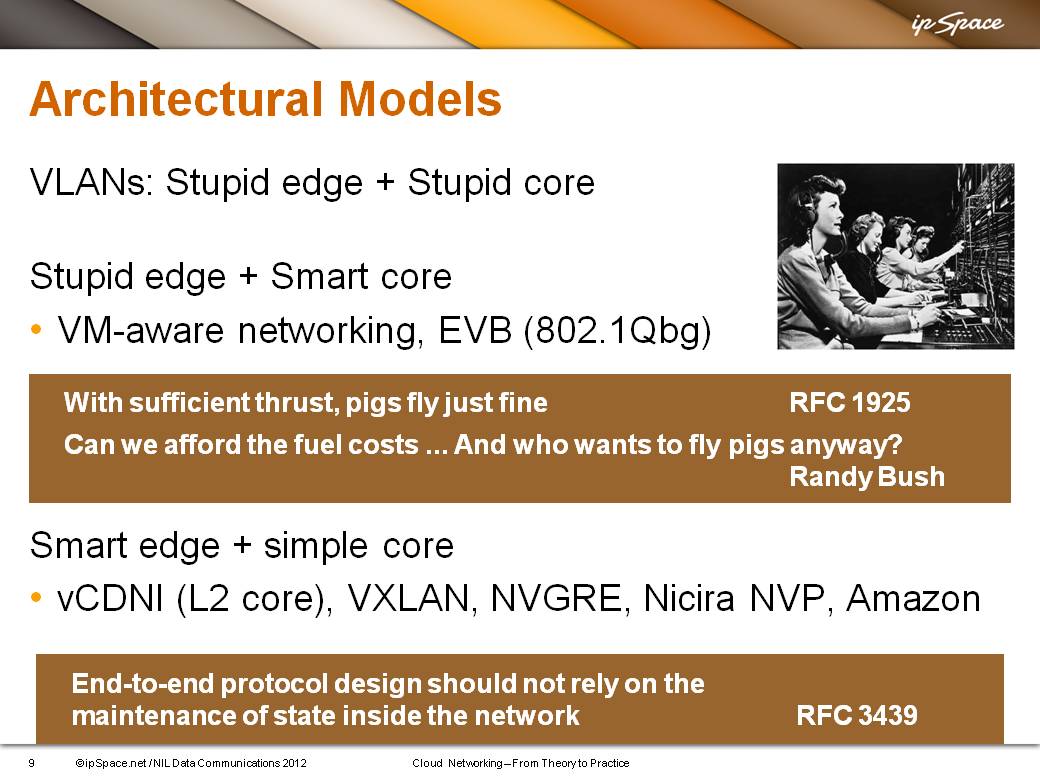 ipSpace
Architectural Models
VLANs: Stupid edge + Stupid core
Stupid edge + Smart core
• VM-aware networking, EVB (802.1Qbg)
With sufficient thrust, pigs fly just fine RFC 1925
Can we afford the fuel costs ... And who wants to fly pigs anyway?
Randy Bush
Smart edge + simple core
• vCDNI (L2 core), VXLAN, NVGRE, Nicira NVP, Amazon
End-to-end protocol design should not rely on the
maintenance of state inside the network RFC 3439
9 ©ipSpace.net / NIL Data Communications 2012 Cloud Networking – From Theory to Practice